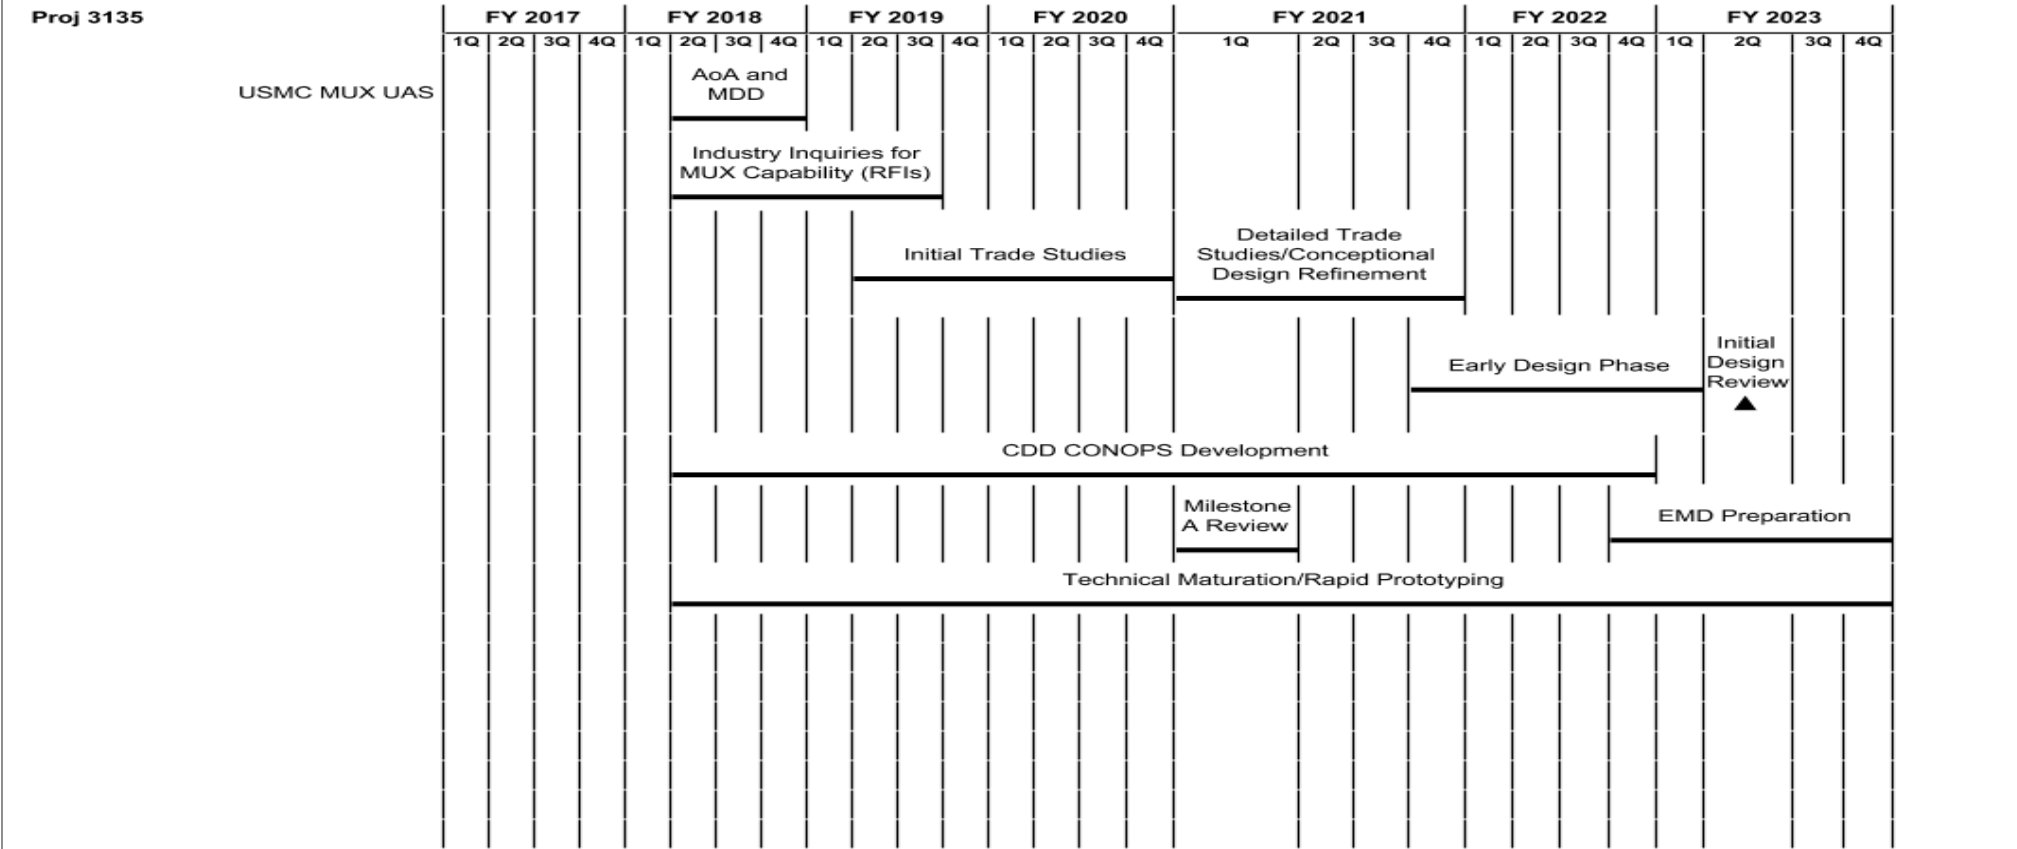 Proj 3135 FY 2017 FY 2018 FY 2019 FY 2020 FY 2021 FY 2022 FY 2023
1Q 2Q 3Q 4Q 1Q 2Q 3Q 4Q 1Q 2Q 3Q 4Q 1Q 2Q 3Q 4Q 1Q 2Q 3Q 4Q 1Q 2Q 3Q 4Q 1Q 2Q 3Q 4Q
USMC MUX UAS
AoA and
MDD
Industry Inquiries for
MUX Capability (RFIs)
Initial Trade Studies
Detailed Trade
Studies/Conceptional
Design Refinement
Early Design Phase
Initial
Design
Review
CDD CONOPS Development
Milestone
A Review
EMD Preparation
Technical Maturation/Rapid Prototyping